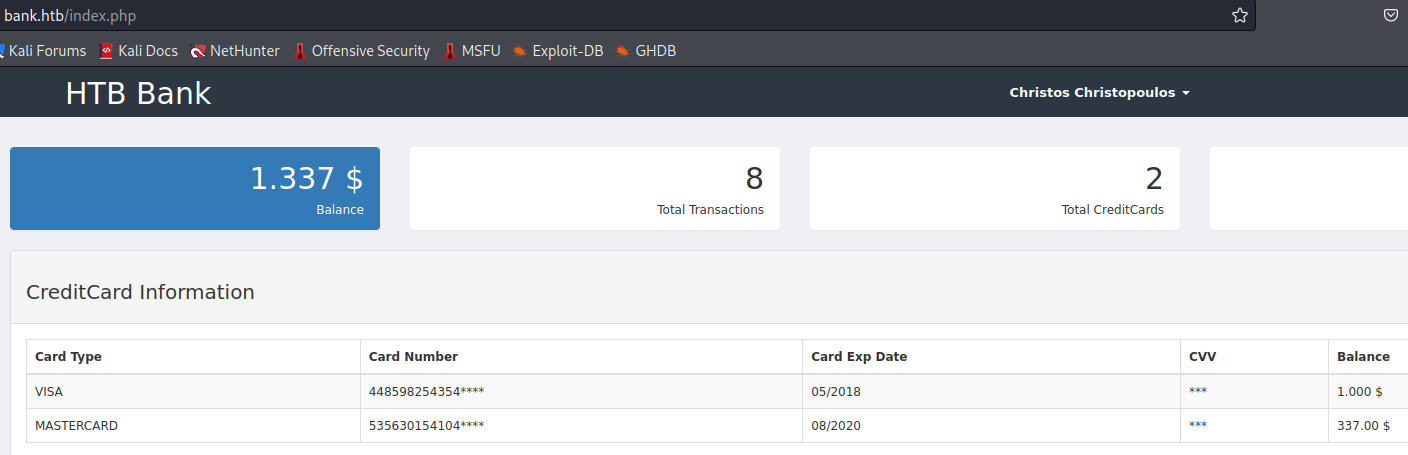 bank.htb/index.php
Kali Forums Kali Docs NetHunter Offensive Security MSFU Exploit-DB GHDB
HTB Bank Christos Christopoulos
1.337 $ 8 2
Balance Total Transactions Total CreditCards
CreditCard Information
Card Type Card Number Card Exp Date CVV Balance
VISA 448598254354**** 05/2018 *** 1.000 $
MASTERCARD 535630154104**** 08/2020 *** 337.00 $